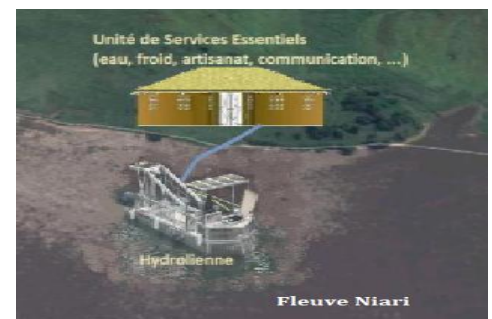 Unité de Services Essentiels
(eau, froid, artisanat, communication, ...)
Hydrolienne
Fleuve Niari